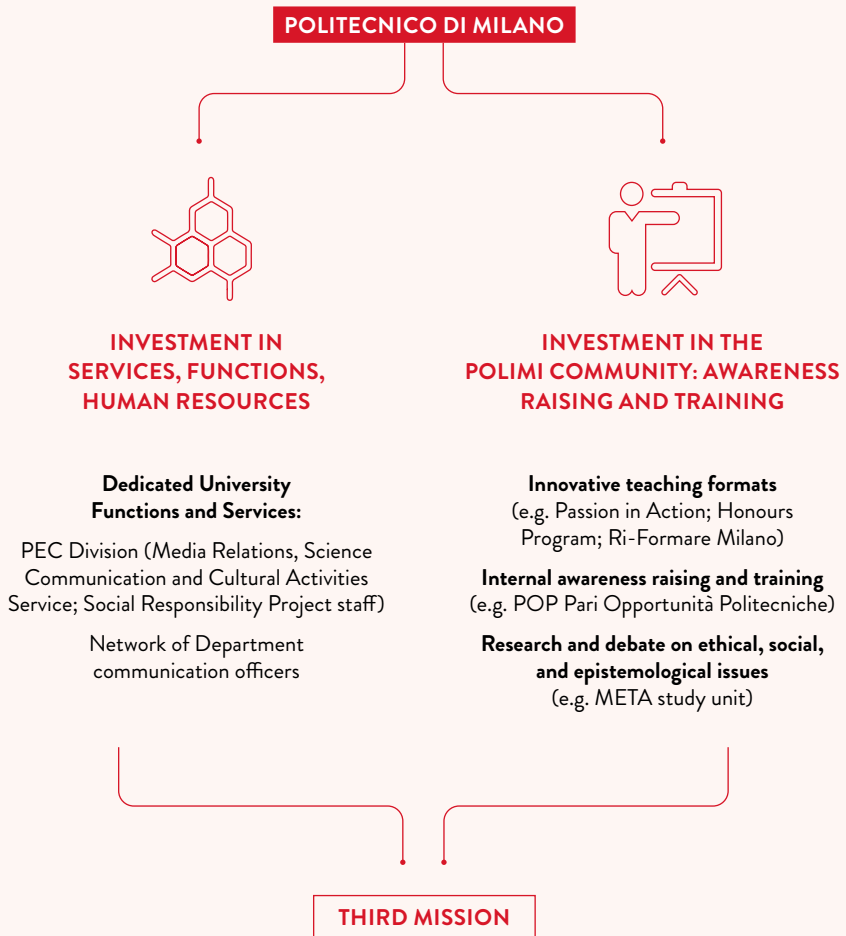 POLITECNICO DI MILANO
INVESTMENT IN
SERVICES, FUNCTIONS,
HUMAN RESOURCES
Dedicated University
Functions and Services:
PEC Division (Media Relations, Science
Communication and Cultural Activities
Service; Social Responsibility Project staff)
Network of Department
communication officers
INVESTMENT IN THE
POLIMI COMMUNITY: AWARENESS
RAISING AND TRAINING
Innovative teaching formats
(e.g. Passion in Action; Honours
Program; Ri-Formare Milano)
Internal awareness raising and training
(e.g. POP Pari Opportunità Politecniche)
Research and debate on ethical, social,
and epistemological issues
(e.g. META study unit)
THIRD MISSION